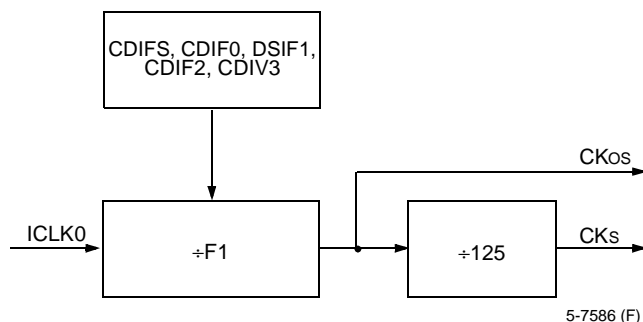 CDIFS, CDIF0, DSIF1,
CDIF2, CDIV3
CKOS
ICLK0
÷F1
÷125
CKS
5-7586 (F)